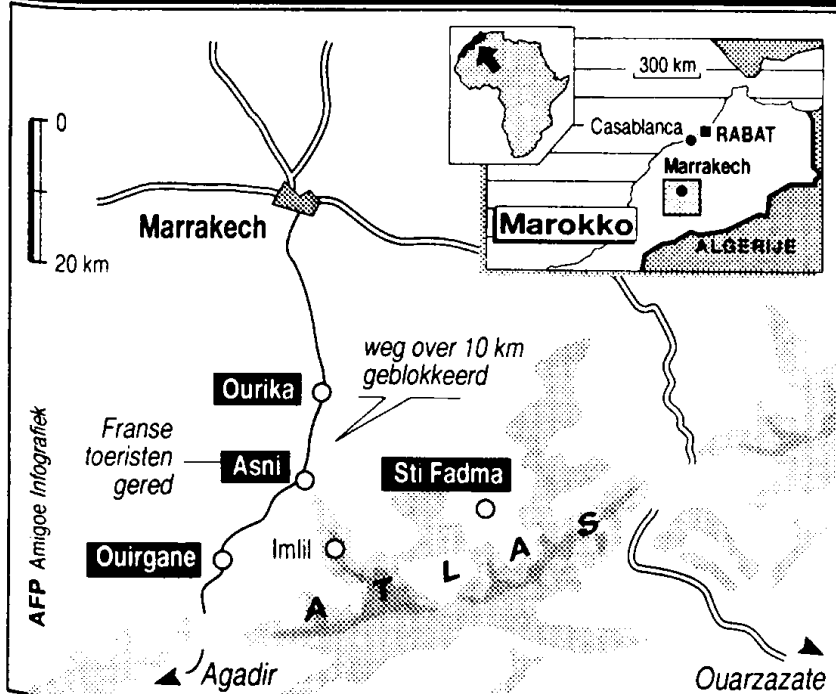 300 km
Casablanca
RABAT
Marrakech
Marokko
ALGERIJE
0
20 km
Marrakech
weg over 10 km
geblokkeerd
Ourika
Franse
toeristen
gered
Asni
Sti Fadma
Ouirgane
Imlil
ATLAS
Agadir
Ouarzazate
AFP Amigoe Infografiek